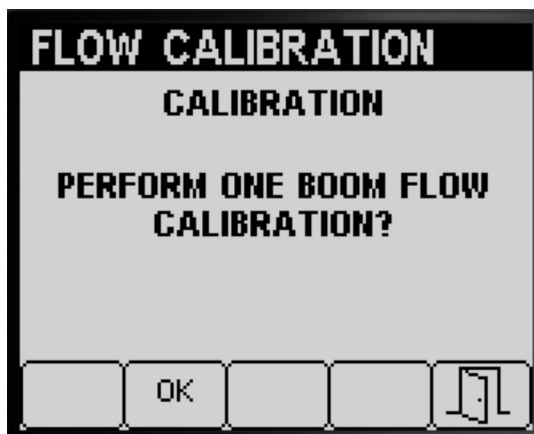 FLOW CALIBRATION
CALIBRATION
PERFORM ONE BOOM FLOW
CALIBRATION?
OK